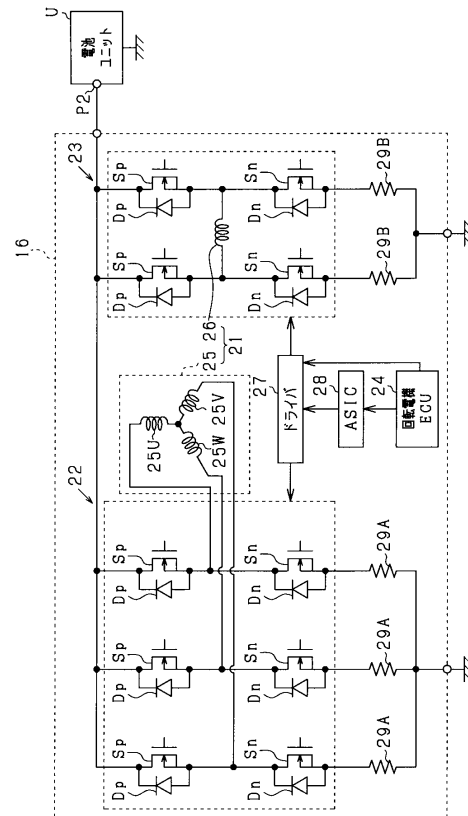 U
電池
ユニット
P2
16
23
Sp
Sn
Dp
Dn
29B
Sp
Sn
Dp
Dn
29B
26
25
21
27
ドライバ
28
ASIC
24
回転電機
ECU
25V
25U
25W
22
Sp
Sn
Dp
Dn
29A
Sp
Sn
Dp
Dn
29A
Sp
Sn
Dp
Dn
29A